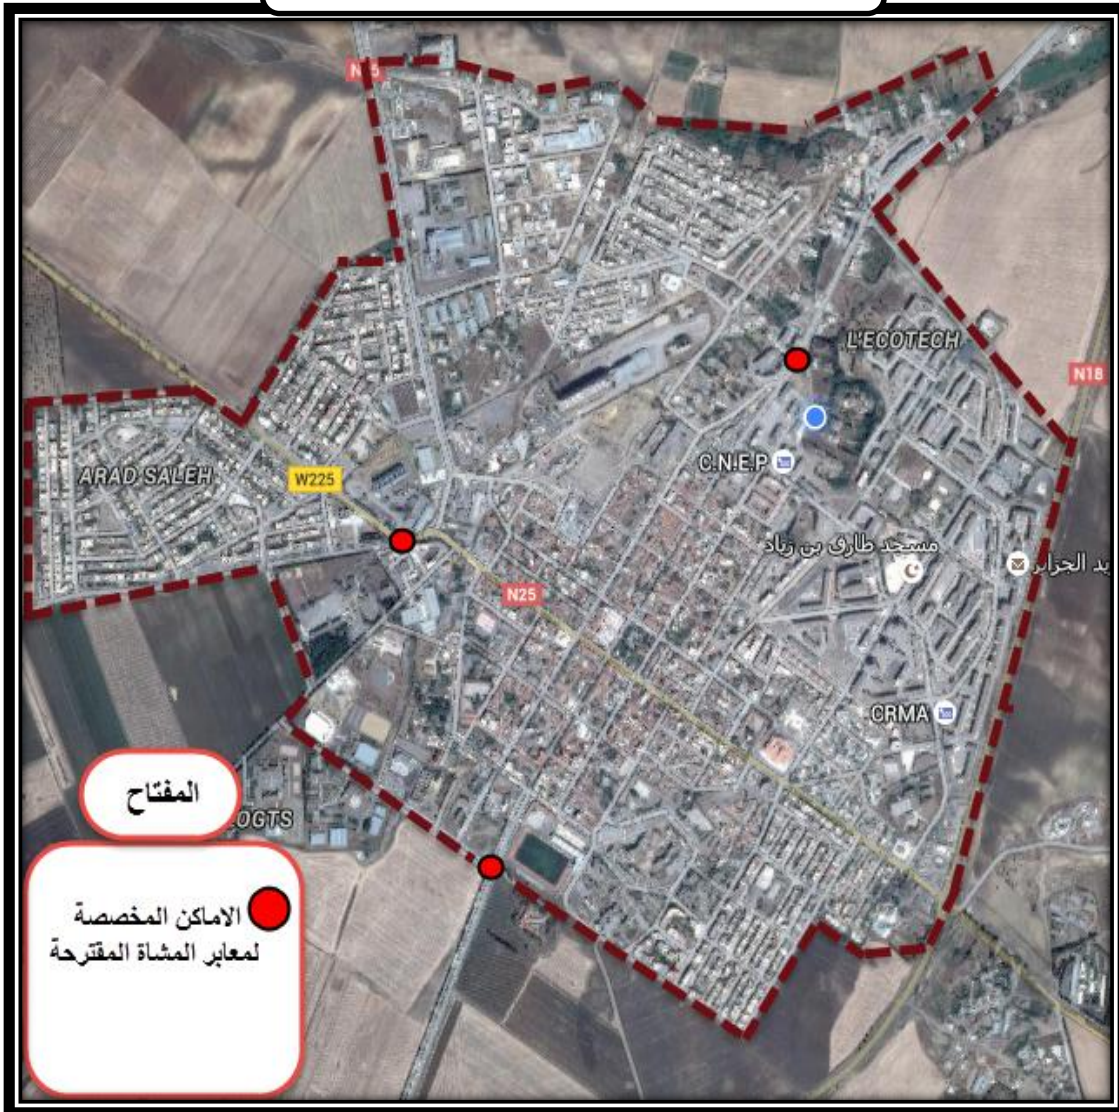 N18
L'ECOTECH
C.N.E.P
ARAD SALEH
W225
مسجد طارق بن زياد
يد الجزائر
N25
CRMA
المفتاح
OGTS
الاماكن المخصصة
لمعابر المشاة المقترحة